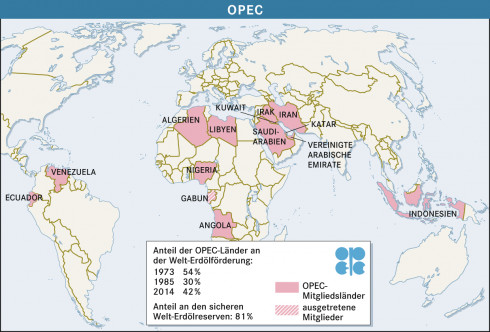 OPEC
KUWAIT
IRAK
IRAN
ALGERIEN
LIBYEN
KATAR
SAUDI-
ARABIEN
VEREINIGTE
ARABISCHE
EMIRATE
VENEZUELA
NIGERIA
ECUADOR
GABUN
INDONESIEN
ANGOLA
Anteil der OPEC-Länder an
der Welt-Erdölförderung:
1973 54%
1985 30%
2014 42%
Anteil an den sicheren
Welt-Erdölreserven: 81%
OPEC-
Mitgliedsländer
ausgetretene
Mitglieder